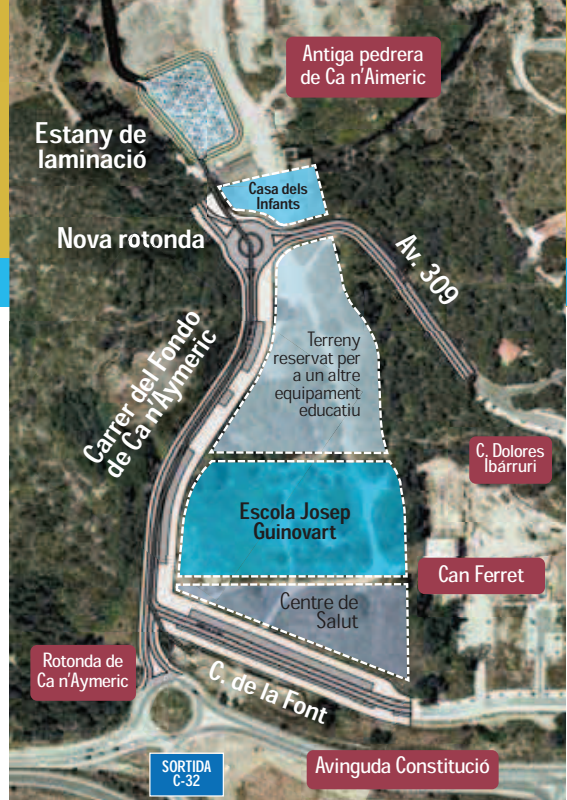 Antiga pedrera
de Ca n'Aimeric
Estany de
laminació
Casa dels
Infants
Nova rotonda
Av. 309
Terreny
reservat per
a un altre
equipament
educatiu
Carrer del Fondo
de Ca n'Aymeric
C. Dolores
Ibárruri
Escola Josep
Guinovart
Can Ferret
Centre de
Salut
Rotonda de
Ca n'Aymeric
C. de la Font
SORTIDA
C-32
Avinguda Constitució